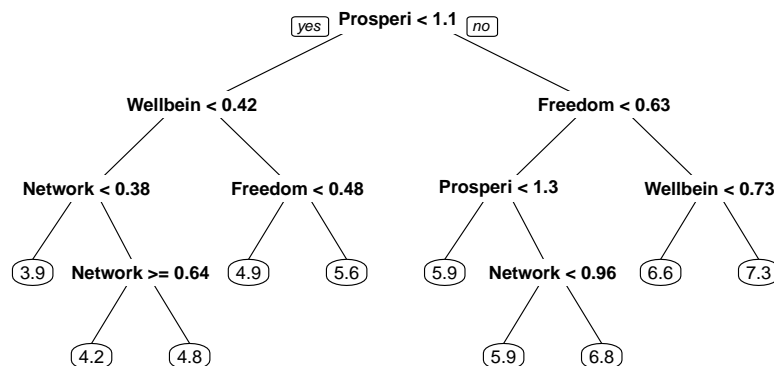 Prosperi < 1.1
yes no
Wellbein < 0.42 Freedom < 0.63
Network < 0.38 Freedom < 0.48 Prosperi < 1.3 Wellbein < 0.73
3.9 Network >= 0.64 4.9 5.6 5.9 Network < 0.96 6.6 7.3
4.2 4.8 5.9 6.8